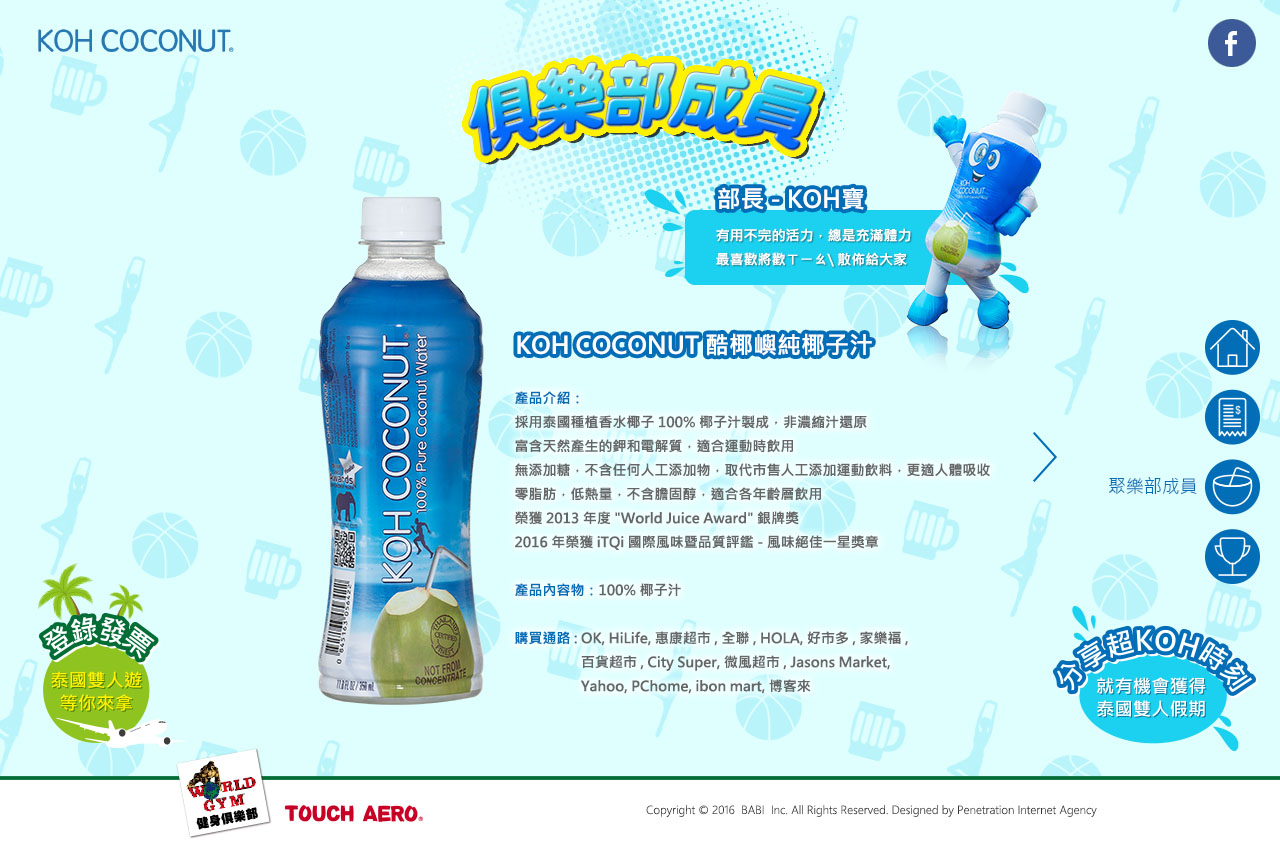 KOH COCONUT®
f
俱樂部成員
部長 - KOH寶
有用不完的活力，總是充滿體力
最喜歡將歡ㄒㄧㄠ\ 散佈給大家
KOH
COCONUT
KOH COCONUT 酷椰嶼純椰子汁
產品介紹：
採用泰國種植香水椰子 100% 椰子汁製成，非濃縮汁還原
富含天然產生的鉀和電解質，適合運動時飲用
無添加糖，不含任何人工添加物，取代市售人工添加運動飲料，更適人體吸收
零脂肪，低熱量，不含膽固醇，適合各年齡層飲用
榮獲 2013 年度 "World Juice Award" 銀牌獎
2016 年榮獲 iTQi 國際風味暨品質評鑑 - 風味絕佳一星獎章
產品內容物：100% 椰子汁
購買通路 : OK, HiLife, 惠康超市 , 全聯 , HOLA, 好市多 , 家樂福 ,
百貨超市 , City Super, 微風超市 , Jasons Market,
Yahoo, PChome, ibon mart, 博客來
KOH COCONUT
100% Pure Coconut Water
CERTIFIED
NOT FROM
CONCENTRATE
聚樂部成員
登錄發票
泰國雙人遊
等你來拿
分享超KOH時刻
就有機會獲得
泰國雙人假期
WORLD
GYM
健身俱樂部
TOUCH AERO®
Copyright © 2016 BABI Inc. All Rights Reserved. Designed by Penetration Internet Agency